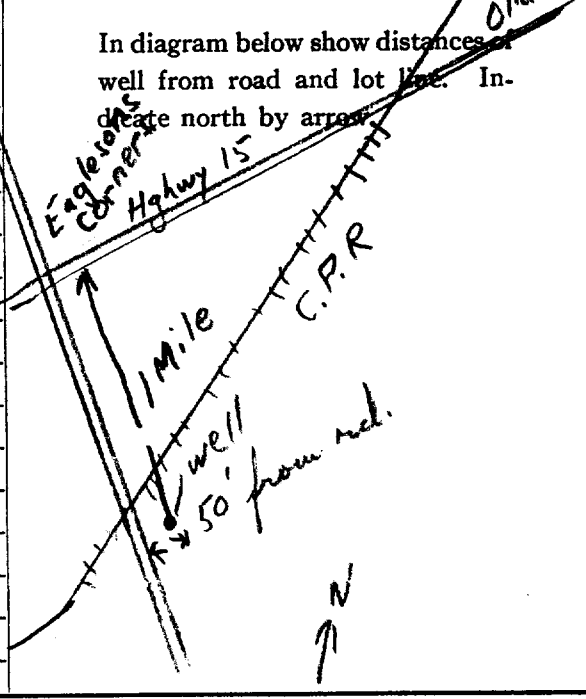 In diagram below show distances of
well from road and lot line. In-
dicate north by arrow.
Eaglesons
Corners
Hghwy 15
C.P.R
1 Mile
well
50' from rd.
N